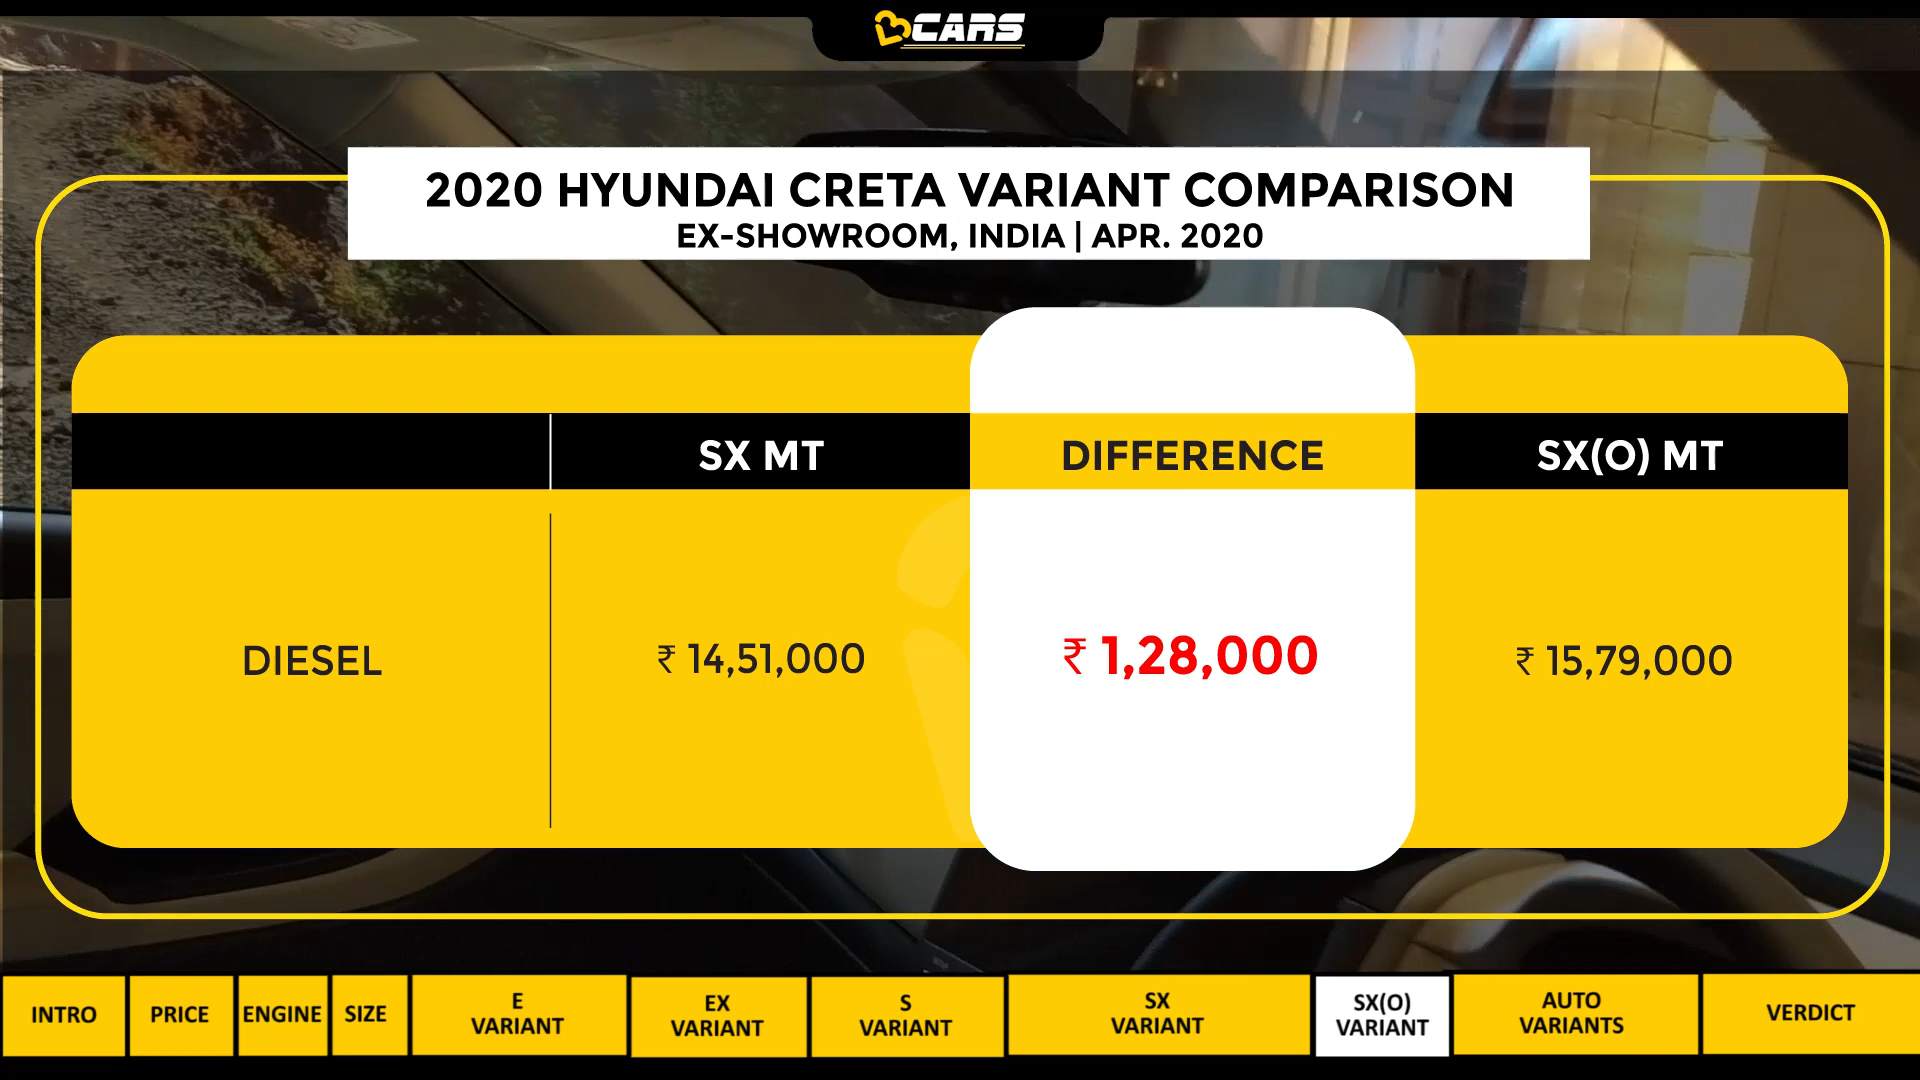 CARS
2020 HYUNDAI CRETA VARIANT COMPARISON
EX-SHOWROOM, INDIA | APR. 2020
SX MT DIFFERENCE SX(O) MT
DIESEL ₹ 14,51,000 ₹ 1,28,000 ₹ 15,79,000
INTRO
PRICE
ENGINE
SIZE
E
VARIANT
EX
VARIANT
S
VARIANT
SX
VARIANT
SX(O)
VARIANT
AUTO
VARIANTS
VERDICT